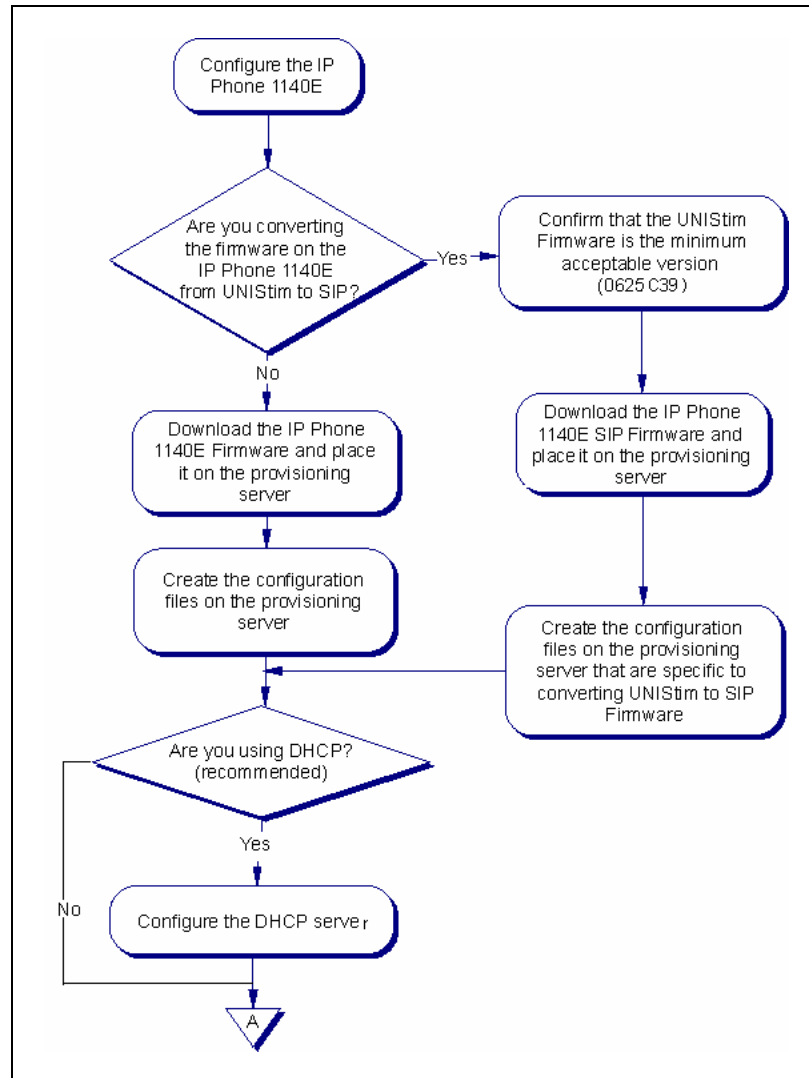 Configure the IP
Phone 1140E
Are you converting
the firmware on the
IP Phone 1140E
from UNIStim to SIP?
Yes
Confirm that the UNIStim
Firmware is the minimum
acceptable version
(0625C39)
No
Download the IP Phone
1140E Firmware and place
it on the provisioning
server
Download the IP Phone
1140E SIP Firmware and
place it on the provisioning
server
Create the configuration
files on the provisioning
server
Create the configuration
files on the provisioning
server that are specific to
converting UNIStim to SIP
Firmware
Are you using DHCP?
(recommended)
Yes
No
Configure the DHCP server
A